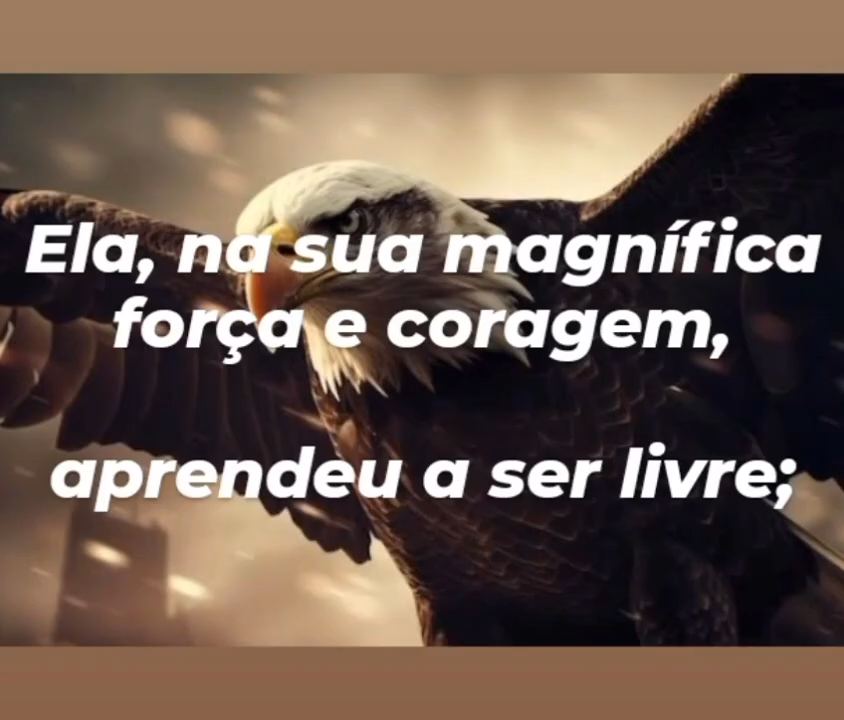 Ela, na sua magnífica
força e coragem,
aprendeu a ser livre;